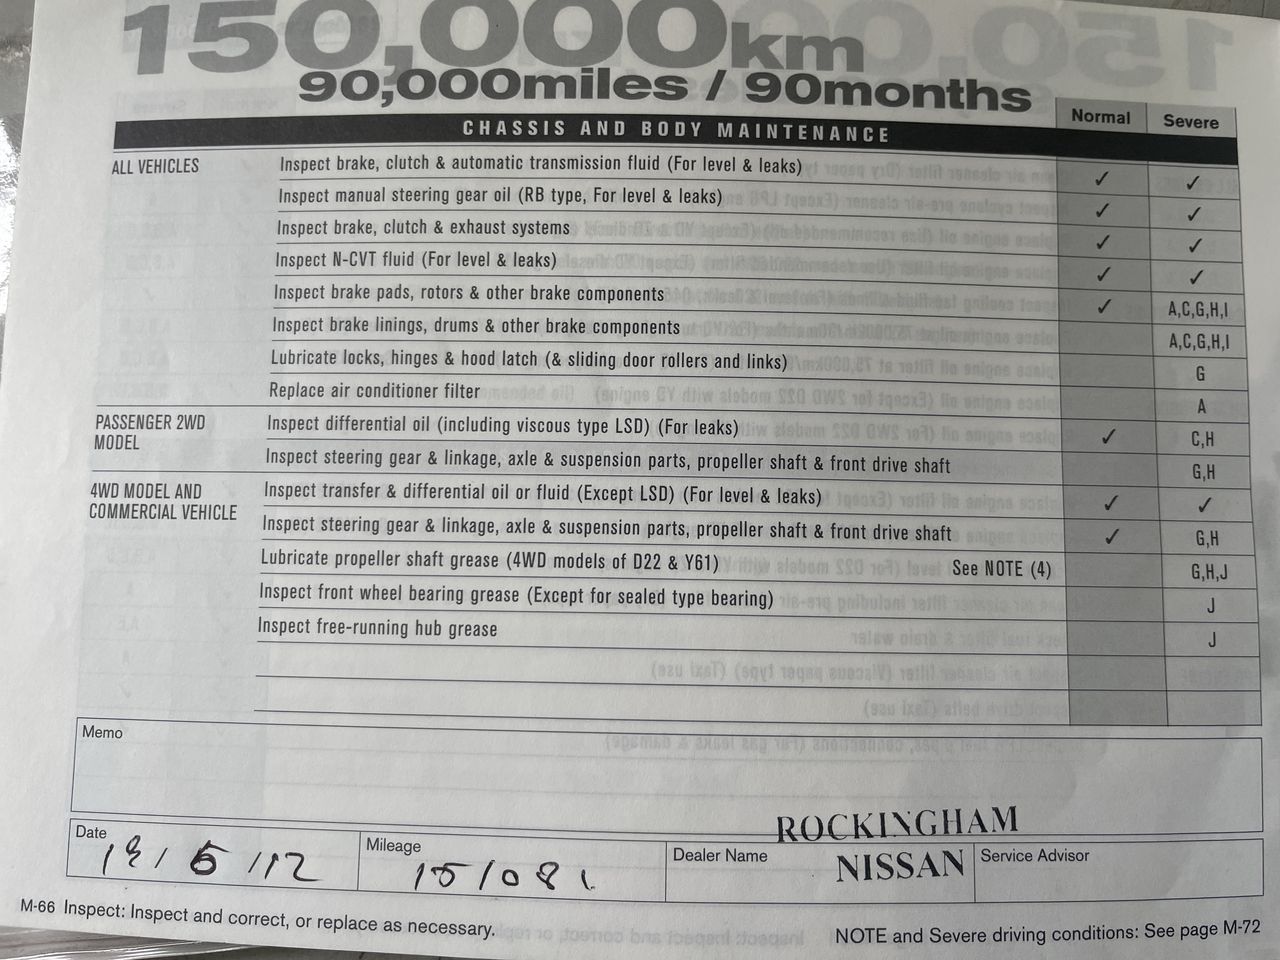 150,000km
90,000miles / 90months
Normal Severe
CHASSIS AND BODY MAINTENANCE
ALL VEHICLES Inspect brake, clutch & automatic transmission fluid (For level & leaks) ✓ ✓
Inspect manual steering gear oil (RB type, For level & leaks) ✓ ✓
Inspect brake, clutch & exhaust systems ✓ ✓
Inspect N-CVT fluid (For level & leaks) ✓ ✓
Inspect brake pads, rotors & other brake components ✓ A,C,G,H,I
Inspect brake linings, drums & other brake components A,C,G,H,I
Lubricate locks, hinges & hood latch (& sliding door rollers and links) G
Replace air conditioner filter A
PASSENGER 2WD MODEL Inspect differential oil (including viscous type LSD) (For leaks) ✓ C,H
Inspect steering gear & linkage, axle & suspension parts, propeller shaft & front drive shaft G,H
4WD MODEL AND COMMERCIAL VEHICLE Inspect transfer & differential oil or fluid (Except LSD) (For level & leaks) ✓ ✓
Inspect steering gear & linkage, axle & suspension parts, propeller shaft & front drive shaft ✓ G,H
Lubricate propeller shaft grease (4WD models of D22 & Y61) See NOTE (4) G,H,J
Inspect front wheel bearing grease (Except for sealed type bearing) J
Inspect free-running hub grease J
Memo
ROCKINGHAM
NISSAN
Date / 5 /12
Mileage
Dealer Name
Service Advisor
M-66 Inspect: Inspect and correct, or replace as necessary.
NOTE and Severe driving conditions: See page M-72